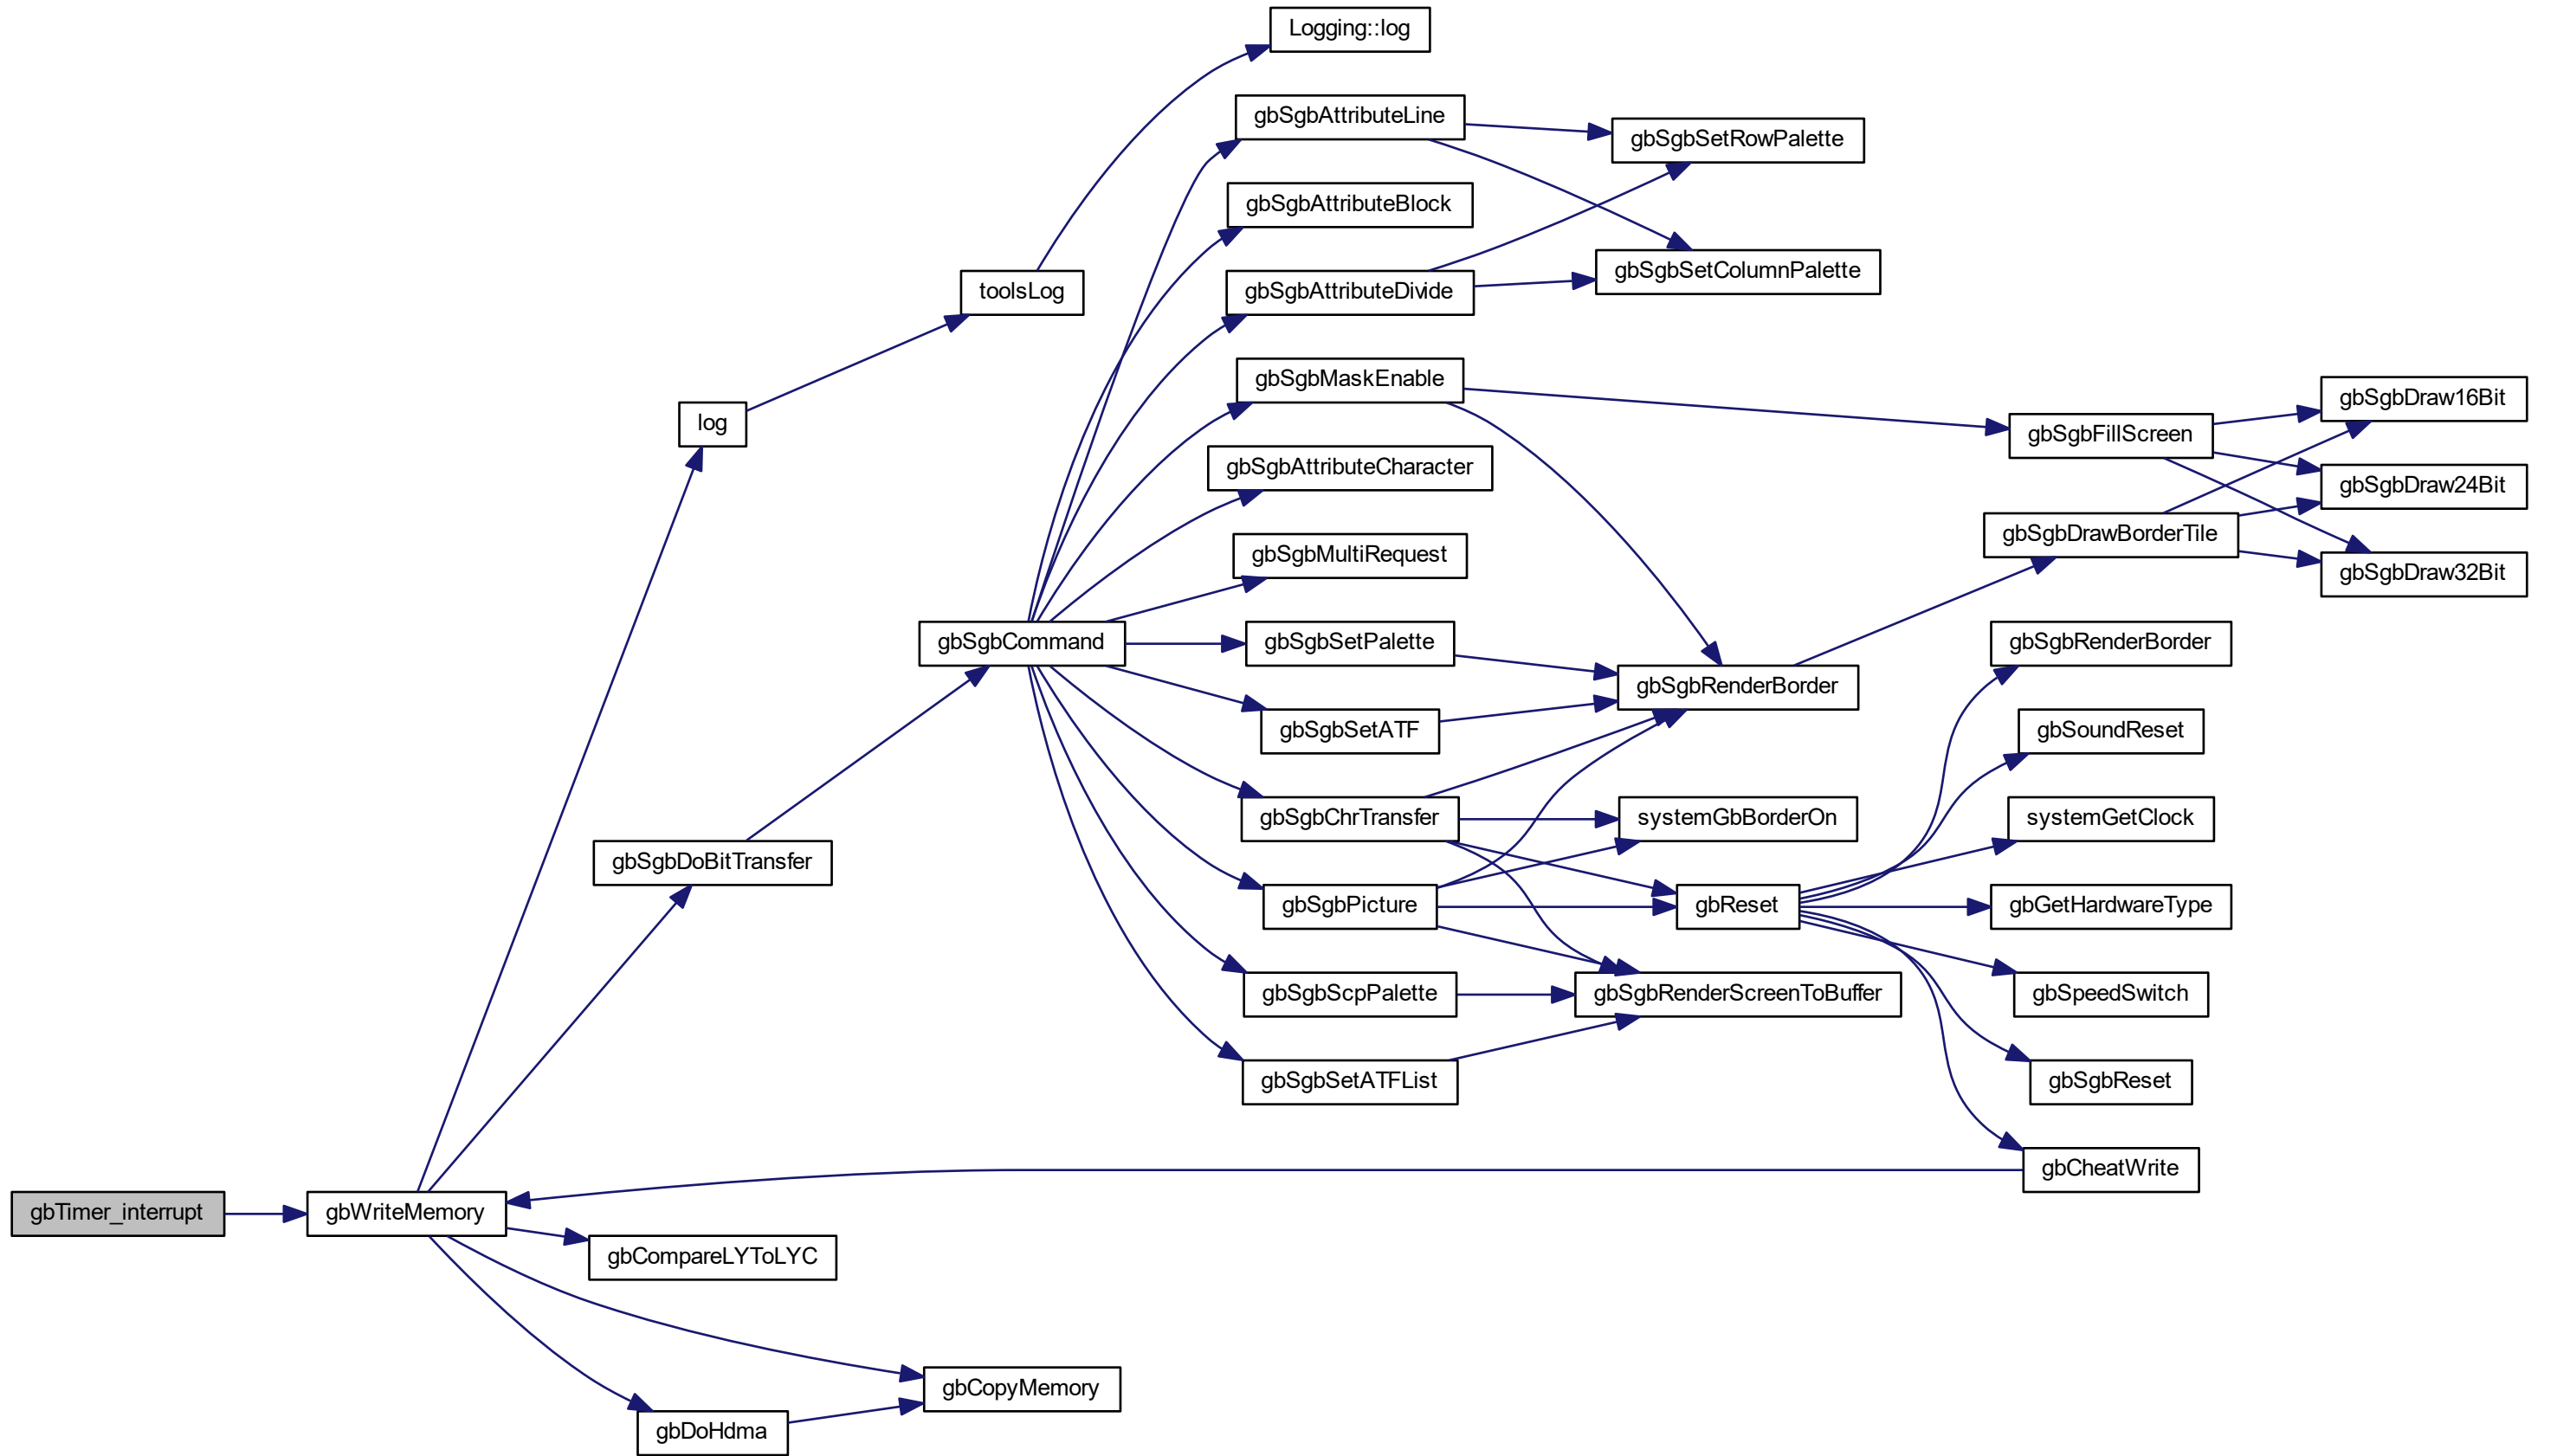 Logging::log
gbSgbAttributeLine
gbSgbSetRowPalette
gbSgbAttributeBlock
gbSgbSetColumnPalette
toolsLog
gbSgbAttributeDivide
gbSgbMaskEnable
gbSgbDraw16Bit
log
gbSgbFillScreen
gbSgbAttributeCharacter
gbSgbDraw24Bit
gbSgbDrawBorderTile
gbSgbMultiRequest
gbSgbDraw32Bit
gbSgbCommand
gbSgbSetPalette
gbSgbRenderBorder
gbSgbRenderBorder
gbSgbSetATF
gbSoundReset
gbSgbChrTransfer
systemGbBorderOn
systemGetClock
gbSgbDoBitTransfer
gbSgbPicture
gbReset
gbGetHardwareType
gbSgbScpPalette
gbSgbRenderScreenToBuffer
gbSpeedSwitch
gbSgbSetATFList
gbSgbReset
gbCheatWrite
gbTimer_interrupt
gbWriteMemory
gbCompareLYToLYC
gbCopyMemory
gbDoHdma